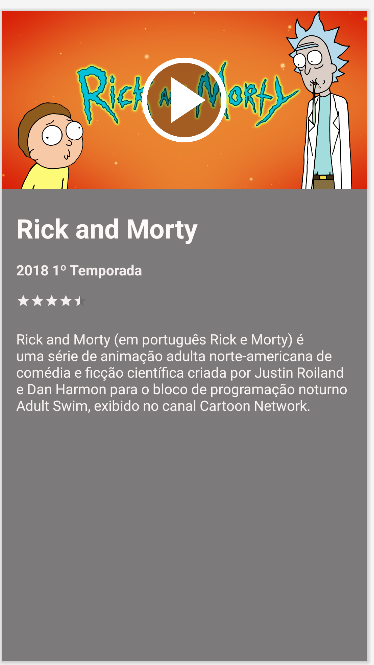 Rick and Morty
Rick and Morty
2018 1º Temporada
Rick and Morty (em português Rick e Morty) é
uma série de animação adulta norte-americana de
comédia e ficção científica criada por Justin Roiland
e Dan Harmon para o bloco de programação noturno
Adult Swim, exibido no canal Cartoon Network.